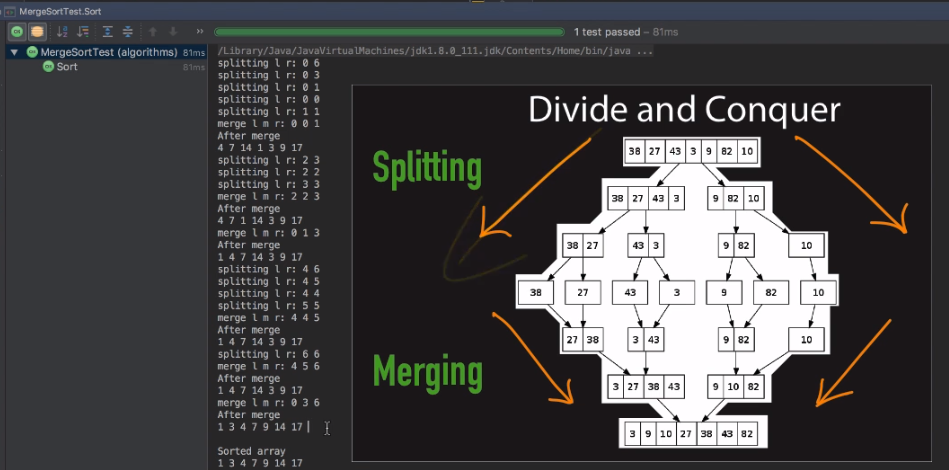 MergeSortTest.Sort
1 test passed – 81ms
MergeSortTest (algorithms) 81ms
Sort 81ms
/Library/Java/JavaVirtualMachines/jdk1.8.0_111.jdk/Contents/Home/bin/java ...
splitting l r: 0 6
splitting l r: 0 3
splitting l r: 0 1
splitting l r: 0 0
splitting l r: 1 1
merge l m r: 0 0 1
After merge
4 7 14 1 3 9 17
splitting l r: 2 3
splitting l r: 2 2
splitting l r: 3 3
merge l m r: 2 2 3
After merge
4 7 1 14 3 9 17
merge l m r: 0 1 3
After merge
1 4 7 14 3 9 17
splitting l r: 4 6
splitting l r: 4 5
splitting l r: 4 4
splitting l r: 5 5
merge l m r: 4 4 5
After merge
1 4 7 14 3 9 17
splitting l r: 6 6
merge l m r: 4 5 6
After merge
1 4 7 14 3 9 17
merge l m r: 0 3 6
After merge
1 3 4 7 9 14 17
Sorted array
1 3 4 7 9 14 17
Divide and Conquer
Splitting
38 27 43 3 9 82 10
38 27 43 3 9 82 10
38 27 43 3 9 82 10
38 27 43 3 9 82 10
27 38 3 43 9 82 10
Merging
3 27 38 43 9 10 82
3 9 10 27 38 43 82